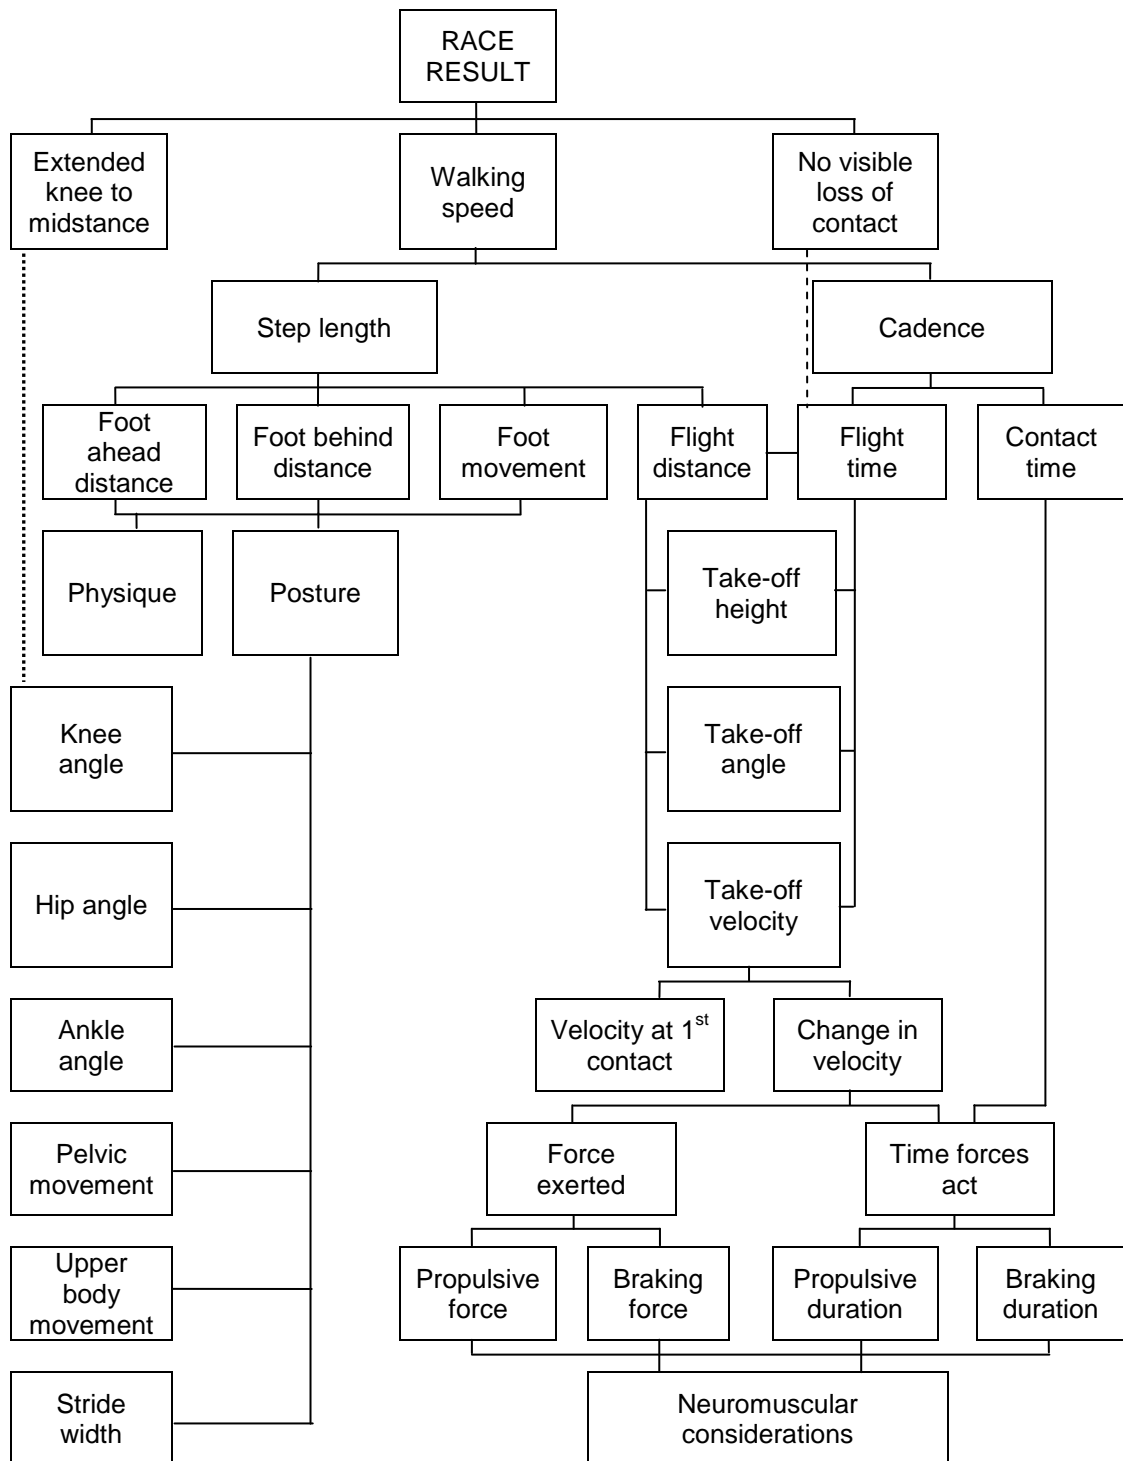 RACE
RESULT
Extended
knee to
midstance
Walking
speed
No visible
loss of
contact
Step length
Cadence
Foot
ahead
distance
Foot behind
distance
Foot
movement
Flight
distance
Flight
time
Contact
time
Physique
Posture
Take-off
height
Knee
angle
Take-off
angle
Hip angle
Take-off
velocity
Ankle
angle
Velocity at 1st
contact
Change in
velocity
Pelvic
movement
Force
exerted
Time forces
act
Upper
body
movement
Propulsive
force
Braking
force
Propulsive
duration
Braking
duration
Stride
width
Neuromuscular
considerations